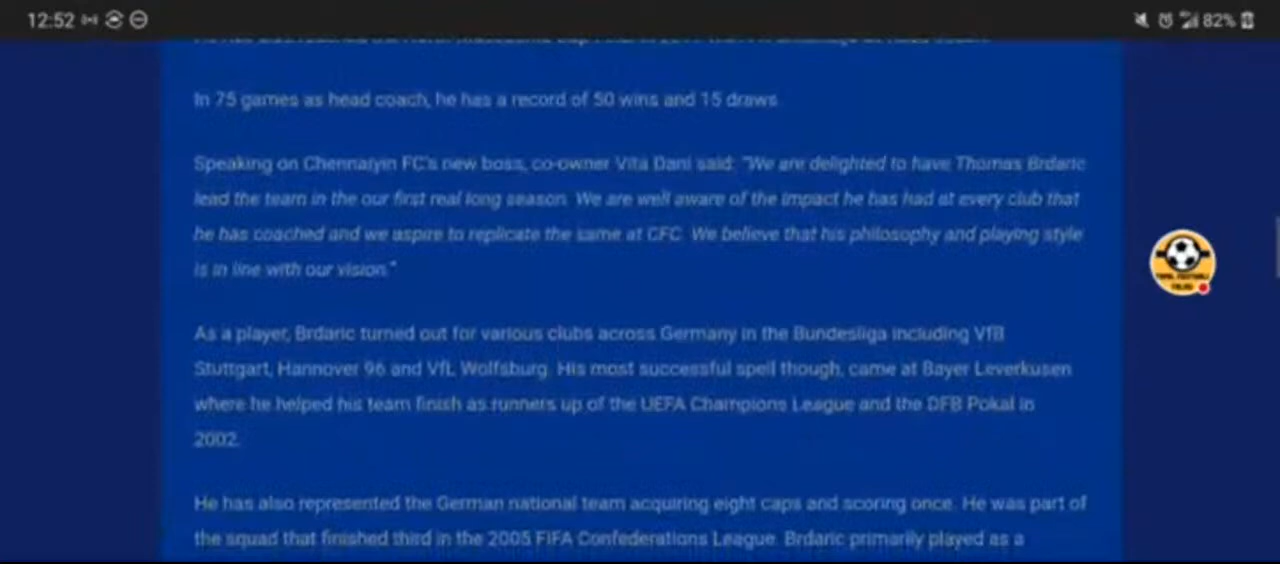 12:52
82%
In 75 games as head coach, he has a record of 50 wins and 15 draws.
Speaking on Chennaiyin FC's new boss, co-owner Vita Dani said: "We are delighted to have Thomas Brdaric
lead the team in the our first real long season. We are well aware of the impact he has had at every club that
he has coached and we aspire to replicate the same at CFC. We believe that his philosophy and playing style
is in line with our vision."
As a player, Brdaric turned out for various clubs across Germany in the Bundesliga including VfB
Stuttgart, Hannover 96 and VfL Wolfsburg. His most successful spell though, came at Bayer Leverkusen
where he helped his team finish as runners up of the UEFA Champions League and the DFB Pokal in
2002.
He has also represented the German national team acquiring eight caps and scoring once. He was part of
the squad that finished third in the 2005 FIFA Confederations League. Brdaric primarily played as a
TAMIL FOOTBALL
TALKS